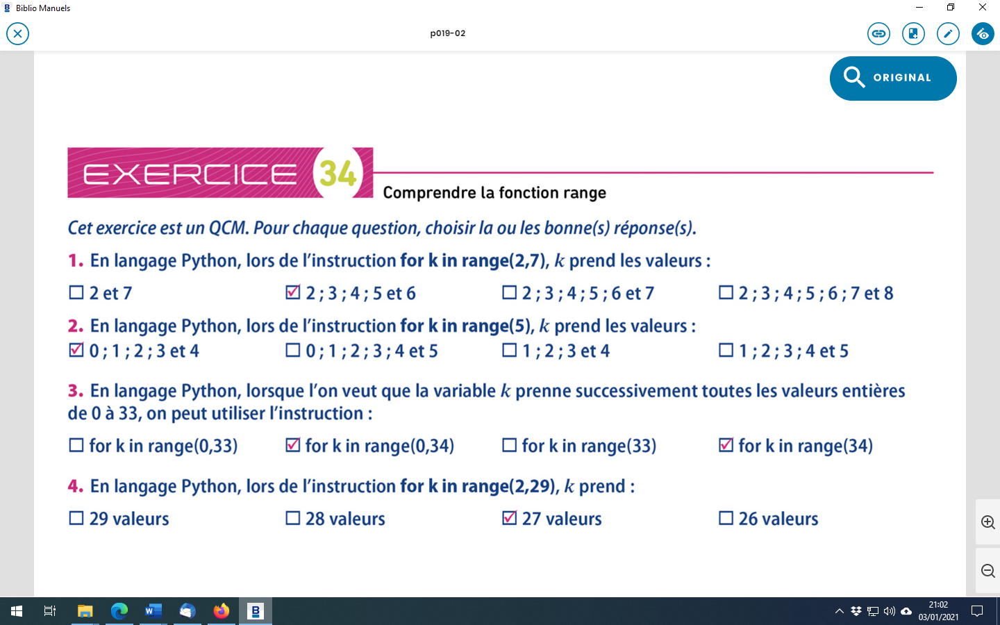 Biblio Manuels
p019-02
ORIGINAL
EXERCICE 34
Comprendre la fonction range
Cet exercice est un QCM. Pour chaque question, choisir la ou les bonne(s) réponse(s).
1. En langage Python, lors de l’instruction for k in range(2,7), k prend les valeurs :
2 et 7 2 ; 3 ; 4 ; 5 et 6 2 ; 3 ; 4 ; 5 ; 6 et 7 2 ; 3 ; 4 ; 5 ; 6 ; 7 et 8
2. En langage Python, lors de l’instruction for k in range(5), k prend les valeurs :
0 ; 1 ; 2 ; 3 et 4 0 ; 1 ; 2 ; 3 ; 4 et 5 1 ; 2 ; 3 et 4 1 ; 2 ; 3 ; 4 et 5
3. En langage Python, lorsque l’on veut que la variable k prenne successivement toutes les valeurs entières
de 0 à 33, on peut utiliser l’instruction :
for k in range(0,33) for k in range(0,34) for k in range(33) for k in range(34)
4. En langage Python, lors de l’instruction for k in range(2,29), k prend :
29 valeurs 28 valeurs 27 valeurs 26 valeurs
21:02
03/01/2021